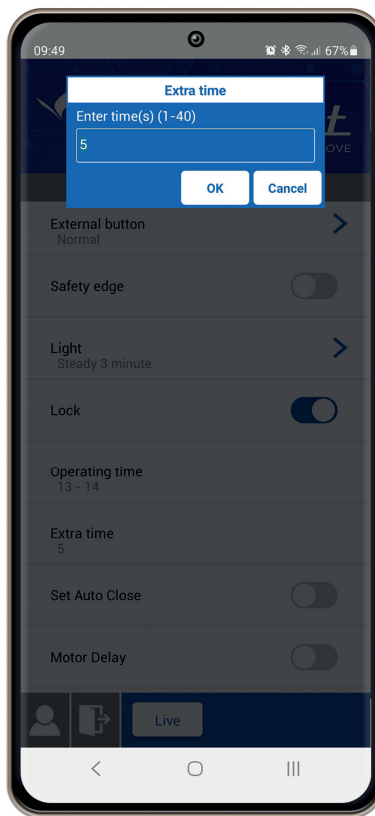 09:49
67%
Extra time
Enter time(s) (1-40)
5
OK
Cancel
t
OVE
External button
Normal
Safety edge
Light
Steady 3 minute
Lock
Operating time
13 - 14
Extra time
5
Set Auto Close
Motor Delay
Live